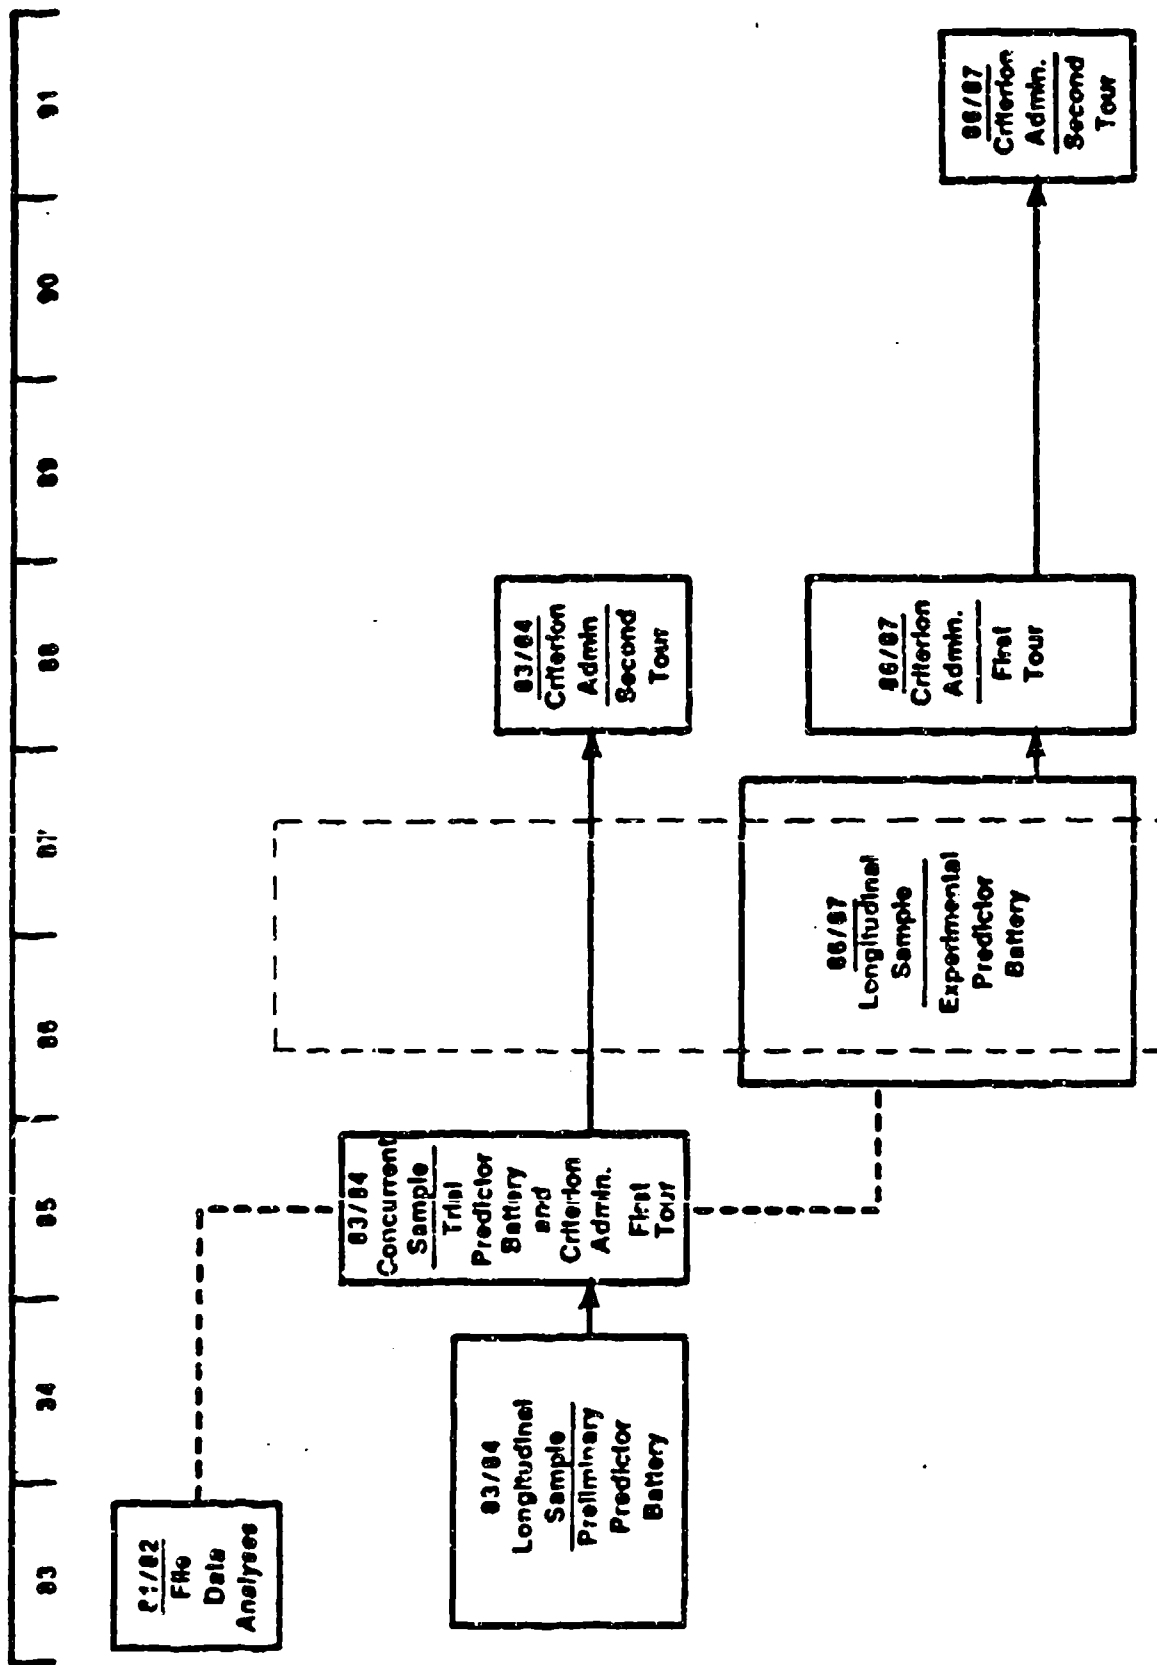 83
84
85
86
87
88
89
90
91
81/82
File
Data
Analyses
83/84
Longitudinal
Sample
Preliminary
Predictor
Battery
83/84
Concurrent
Sample
Trial
Predictor
Battery
and
Criterion
Admin.
First
Tour
83/84
Criterion
Admin
Second
Tour
86/87
Longitudinal
Sample
Experimental
Predictor
Battery
86/87
Criterion
Admin.
First
Tour
86/87
Criterion
Admin.
Second
Tour